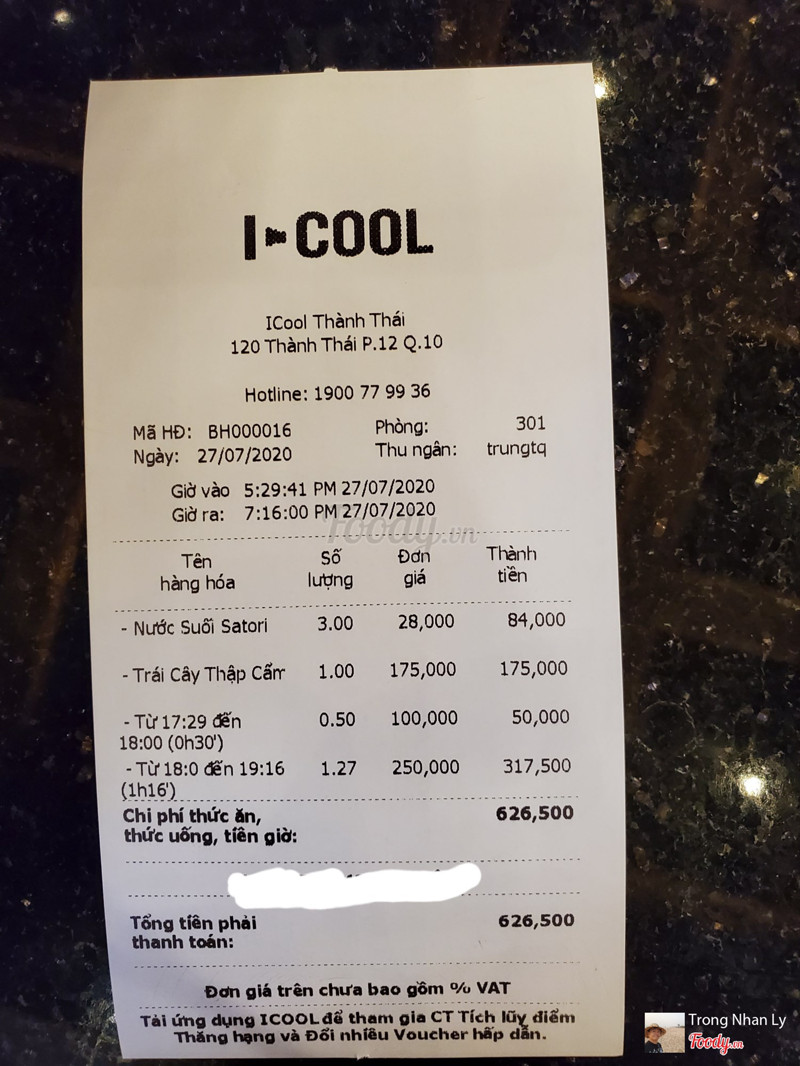 I COOL
ICool Thành Thái
120 Thành Thái P.12 Q.10
Hotline: 1900 77 99 36
Mã HĐ: BH000016 Phòng: 301
Ngày: 27/07/2020 Thu ngân: trungtq
Giờ vào 5:29:41 PM 27/07/2020
Giờ ra: 7:16:00 PM 27/07/2020
Foody.vn
Tên hàng hóa Số lượng Đơn giá Thành tiền
- Nước Suối Satori 3.00 28,000 84,000
- Trái Cây Thập Cẩm 1.00 175,000 175,000
- Từ 17:29 đến 0.50 100,000 50,000
18:00 (0h30')
- Từ 18:0 đến 19:16 1.27 250,000 317,500
(1h16')
Chi phí thức ăn, 626,500
thức uống, tiền giờ:
Tổng tiền phải 626,500
thanh toán:
Đơn giá trên chưa bao gồm % VAT
Tải ứng dụng ICOOL để tham gia CT Tích lũy điểm
Thăng hạng và Đổi nhiều Voucher hấp dẫn.
Trong Nhan Ly
Foody.vn